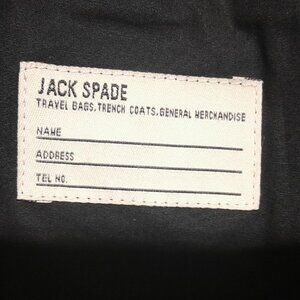 JACK SPADE
TRAVEL BAGS, TRENCH COATS, GENERAL MERCHANDISE
NAME
ADDRESS
TEL NO.